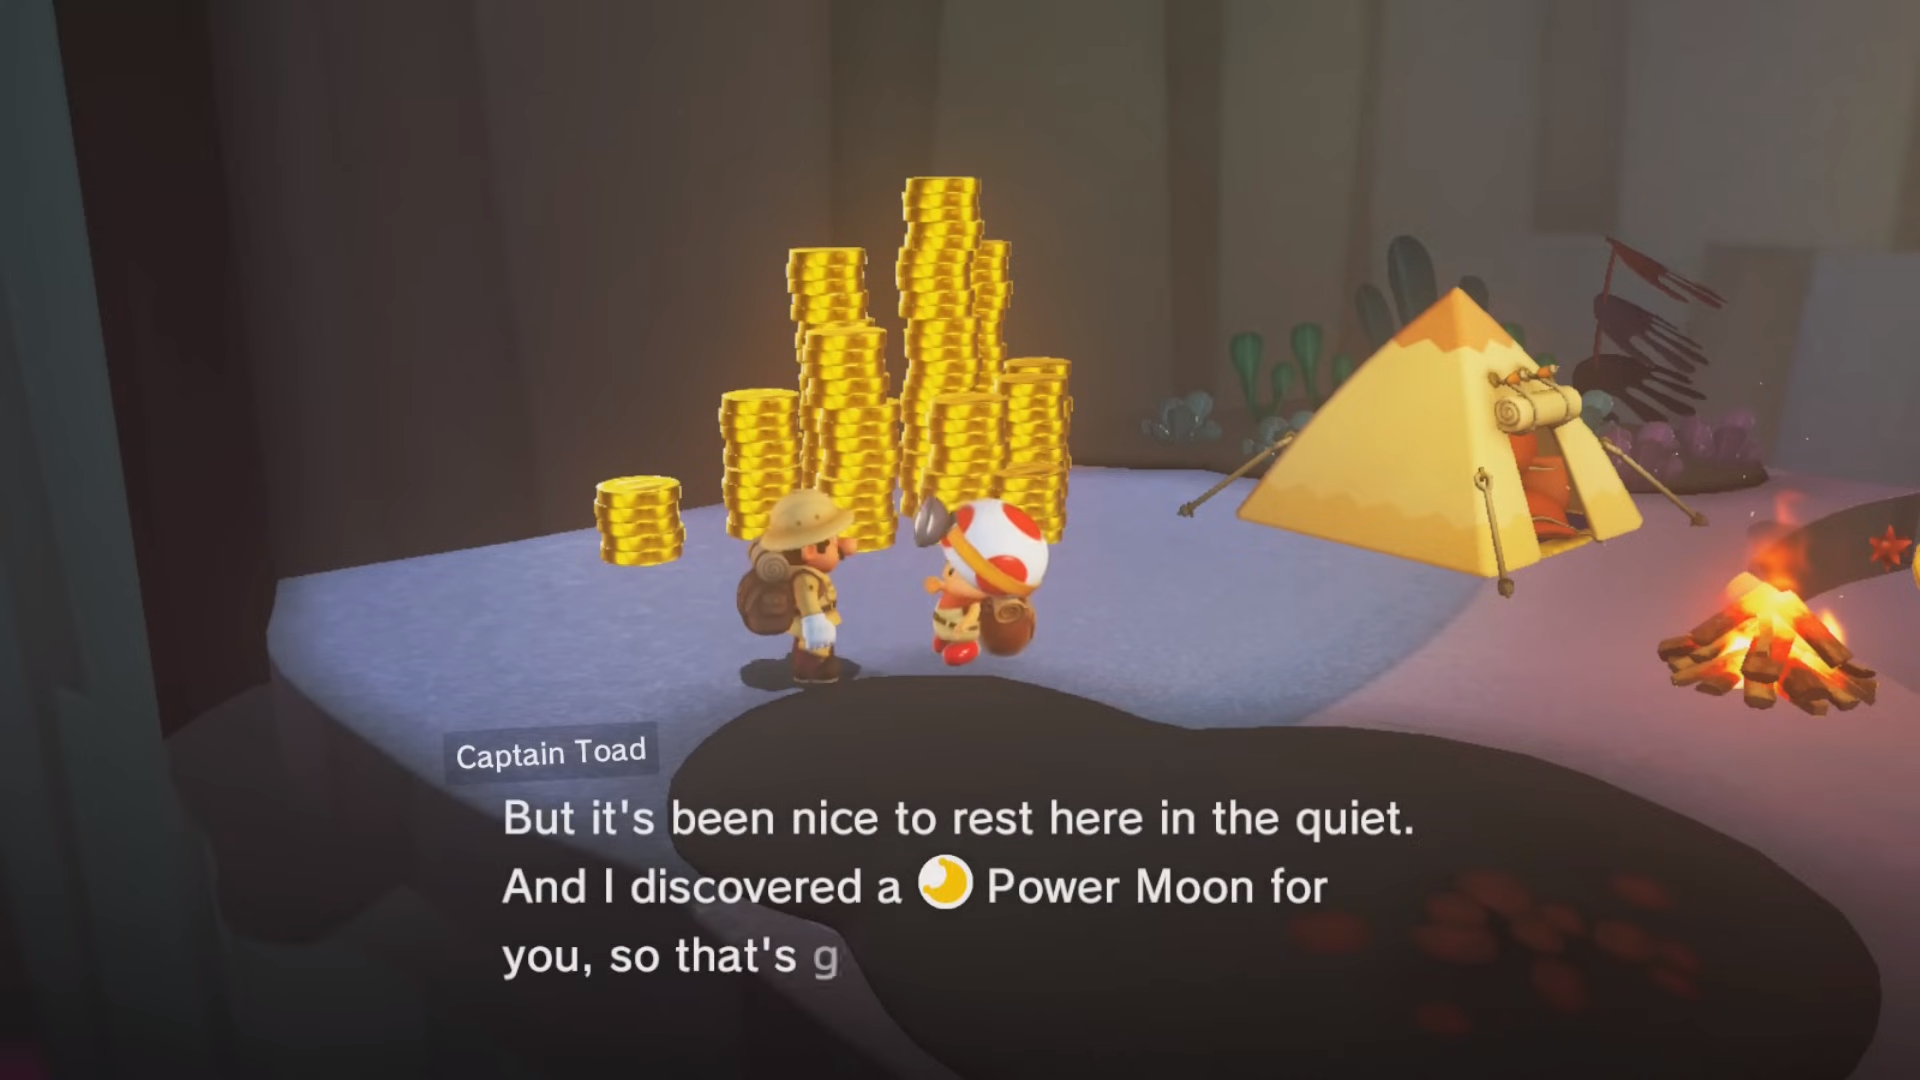 Captain Toad
But it's been nice to rest here in the quiet.
And I discovered a Power Moon for
you, so that's g